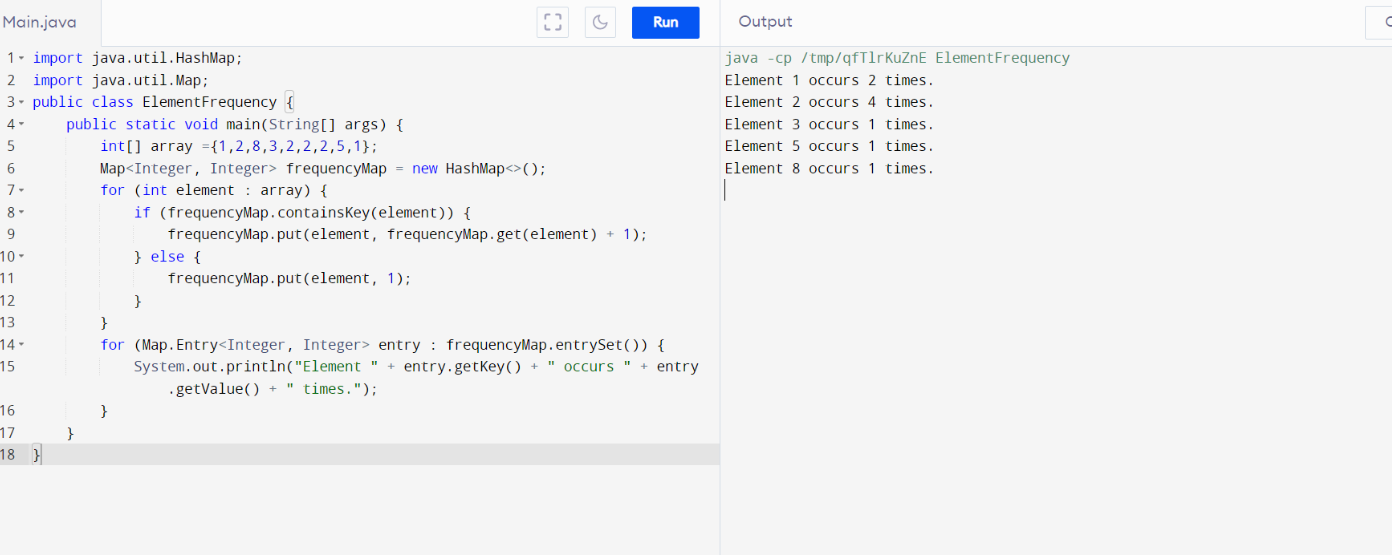 Main.java
Run
Output
1 import java.util.HashMap;
2 import java.util.Map;
3 public class ElementFrequency {
4     public static void main(String[] args) {
5         int[] array ={1,2,8,3,2,2,2,5,1};
6         Map<Integer, Integer> frequencyMap = new HashMap<>();
7         for (int element : array) {
8             if (frequencyMap.containsKey(element)) {
9                 frequencyMap.put(element, frequencyMap.get(element) + 1);
10             } else {
11                 frequencyMap.put(element, 1);
12             }
13         }
14         for (Map.Entry<Integer, Integer> entry : frequencyMap.entrySet()) {
15             System.out.println("Element " + entry.getKey() + " occurs " + entry
                .getValue() + " times.");
16         }
17     }
18 }
java -cp /tmp/qfTlrKuZnE ElementFrequency
Element 1 occurs 2 times.
Element 2 occurs 4 times.
Element 3 occurs 1 times.
Element 5 occurs 1 times.
Element 8 occurs 1 times.